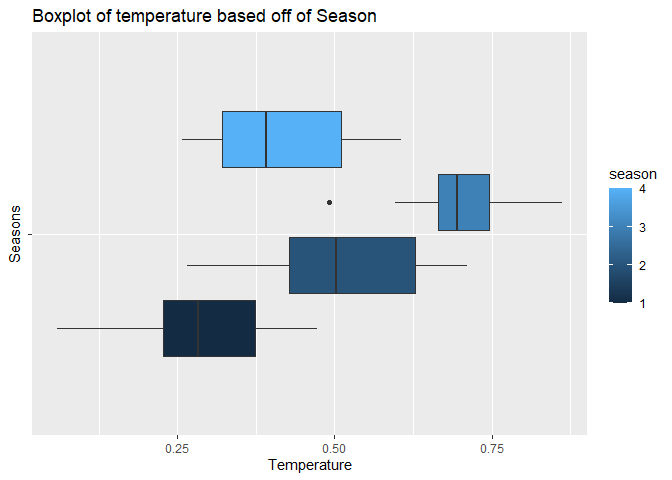 Boxplot of temperature based off of Season
Seasons
season
4
3
2
1
0.25 0.50 0.75
Temperature